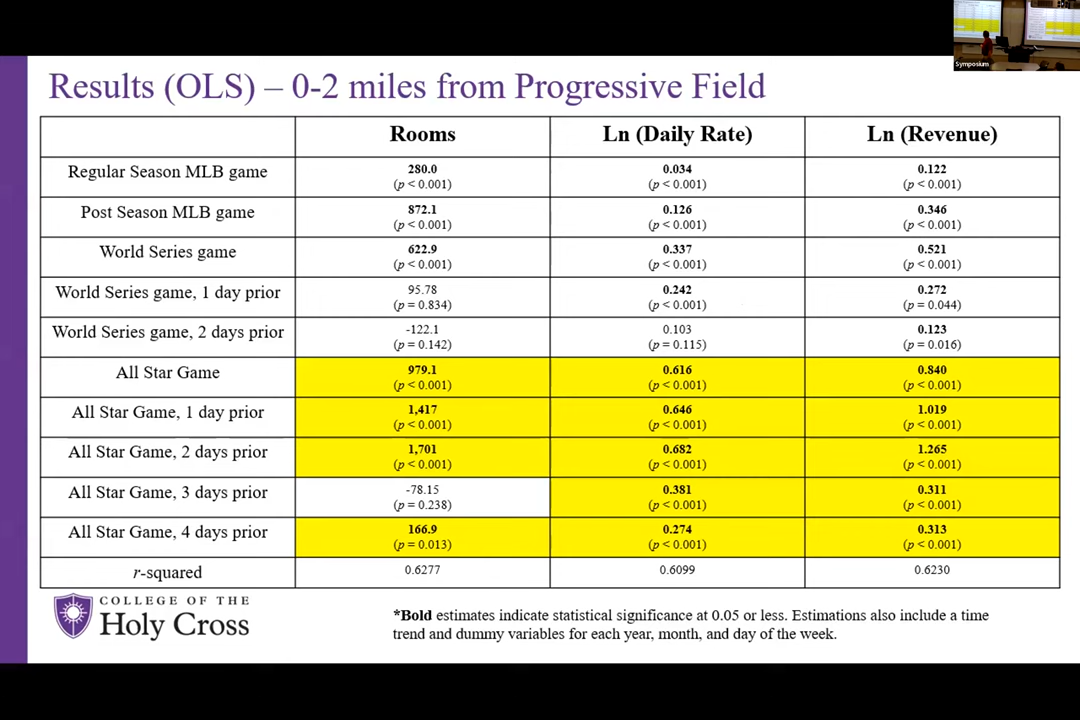 Symposium
Results (OLS) – 0-2 miles from Progressive Field
Rooms Ln (Daily Rate) Ln (Revenue)
Regular Season MLB game 280.0 0.034 0.122
(p < 0.001) (p < 0.001) (p < 0.001)
Post Season MLB game 872.1 0.126 0.346
(p < 0.001) (p < 0.001) (p < 0.001)
World Series game 622.9 0.337 0.521
(p < 0.001) (p < 0.001) (p < 0.001)
World Series game, 1 day prior 95.78 0.242 0.272
(p = 0.834) (p < 0.001) (p = 0.044)
World Series game, 2 days prior -122.1 0.103 0.123
(p = 0.142) (p = 0.115) (p = 0.016)
All Star Game 979.1 0.616 0.840
(p < 0.001) (p < 0.001) (p < 0.001)
All Star Game, 1 day prior 1,417 0.646 1.019
(p < 0.001) (p < 0.001) (p < 0.001)
All Star Game, 2 days prior 1,701 0.682 1.265
(p < 0.001) (p < 0.001) (p < 0.001)
All Star Game, 3 days prior -78.15 0.381 0.311
(p = 0.238) (p < 0.001) (p < 0.001)
All Star Game, 4 days prior 166.9 0.274 0.313
(p = 0.013) (p < 0.001) (p < 0.001)
r-squared 0.6277 0.6099 0.6230
COLLEGE OF THE
Holy Cross
*Bold estimates indicate statistical significance at 0.05 or less. Estimations also include a time
trend and dummy variables for each year, month, and day of the week.